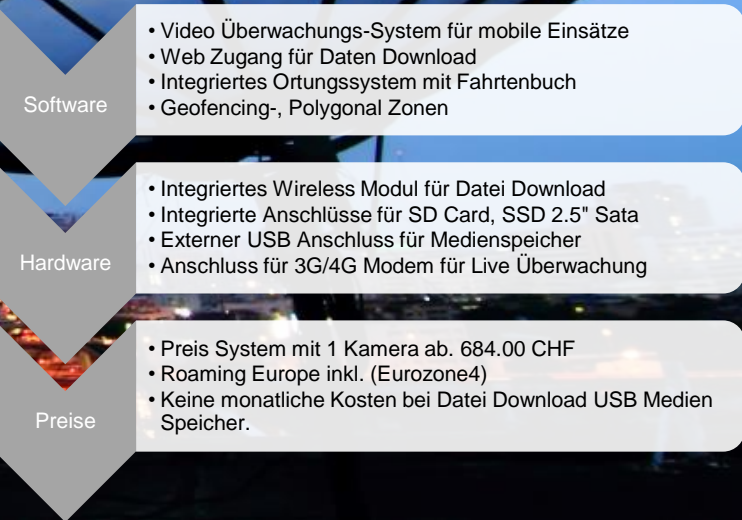 Software
• Video Überwachungs-System für mobile Einsätze
• Web Zugang für Daten Download
• Integriertes Ortungssystem mit Fahrtenbuch
• Geofencing-, Polygonal Zonen
Hardware
• Integriertes Wireless Modul für Datei Download
• Integrierte Anschlüsse für SD Card, SSD 2.5" Sata
• Externer USB Anschluss für Medienspeicher
• Anschluss für 3G/4G Modem für Live Überwachung
Preise
• Preis System mit 1 Kamera ab. 684.00 CHF
• Roaming Europe inkl. (Eurozone4)
• Keine monatliche Kosten bei Datei Download USB Medien
Speicher.